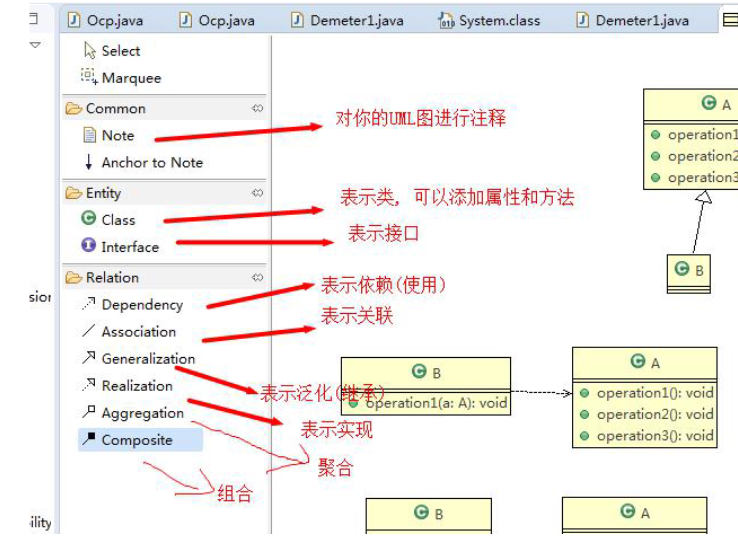 Ocp.java
Ocp.java
Demeter1.java
System.class
Demeter1.java
Select
Marquee
Common
Note
Anchor to Note
Entity
Class
Interface
Relation
Dependency
Association
Generalization
Realization
Aggregation
Composite
对你的UML图进行注释
表示类, 可以添加属性和方法
表示接口
表示依赖(使用)
表示关联
表示泛化(继承)
表示实现
聚合
组合
A
operation1
operation2
operation3
B
B
operation1(a: A): void
A
operation1(): void
operation2(): void
operation3(): void
B
A
sion
ility